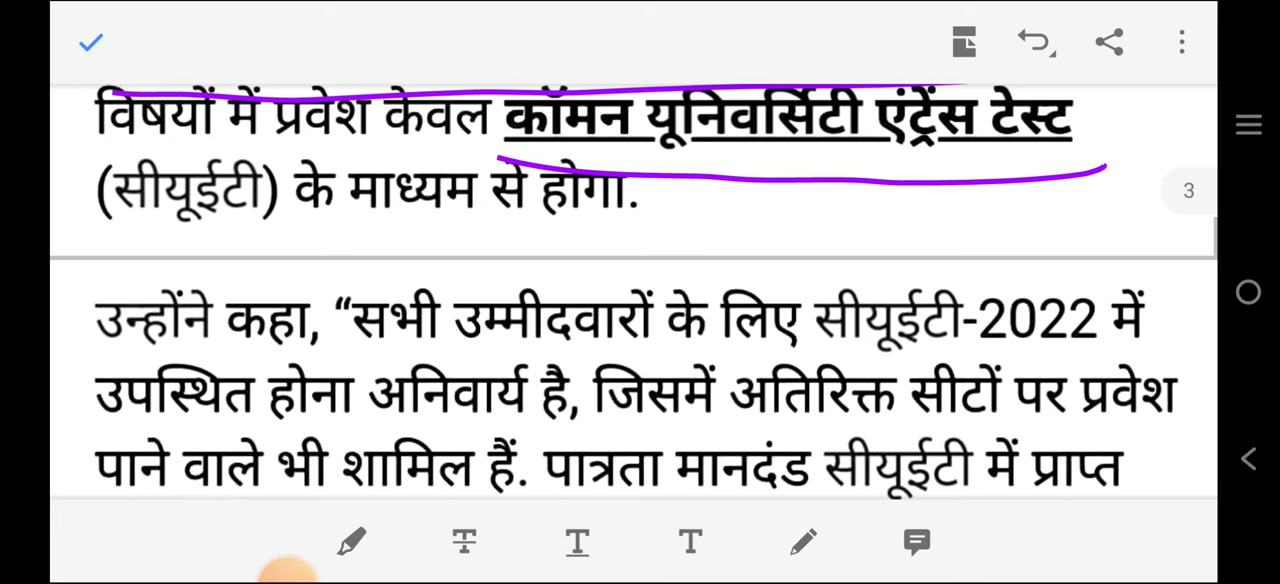 विषयों में प्रवेश केवल कॉमन यूनिवर्सिटी एंट्रेंस टेस्ट
(सीयूईटी) के माध्यम से होगा.
3
उन्होंने कहा, “सभी उम्मीदवारों के लिए सीयूईटी-2022 में
उपस्थित होना अनिवार्य है, जिसमें अतिरिक्त सीटों पर प्रवेश
पाने वाले भी शामिल हैं. पात्रता मानदंड सीयूईटी में प्राप्त